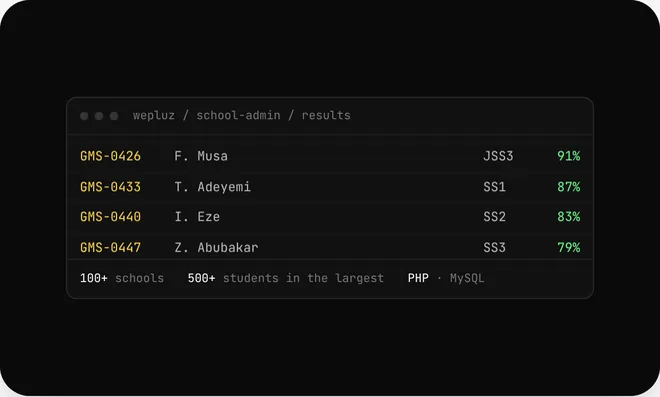 wepluz / school-admin / results
GMS-0426 F. Musa JSS3 91%
GMS-0433 T. Adeyemi SS1 87%
GMS-0440 I. Eze SS2 83%
GMS-0447 Z. Abubakar SS3 79%
100+ schools 500+ students in the largest PHP · MySQL